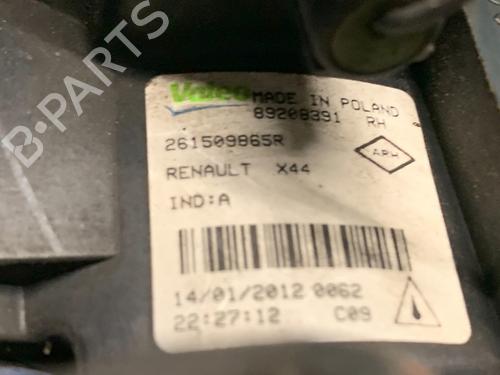 Valeo MADE IN POLAND
89208391 RH
261509865R
APH
RENAULT X44
IND:A
14/01/2012 0062
22:27:12 C09
B-PARTS